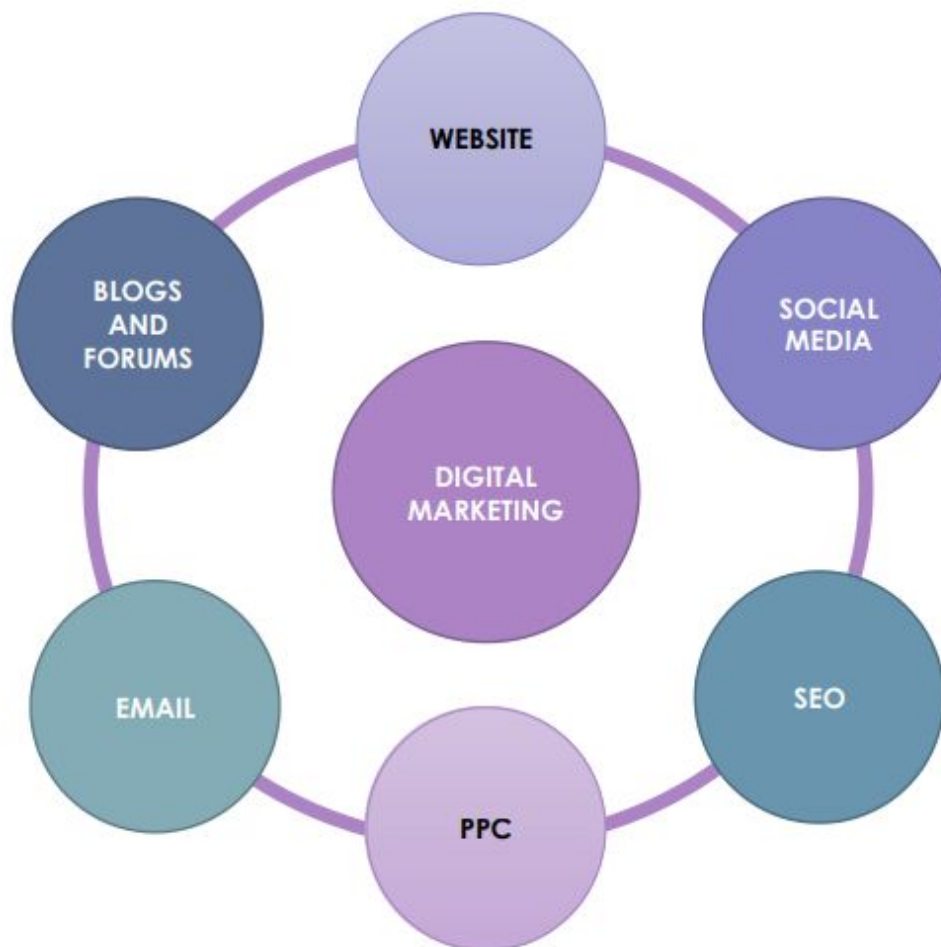 WEBSITE
SOCIAL
MEDIA
SEO
PPC
EMAIL
BLOGS
AND
FORUMS
DIGITAL
MARKETING